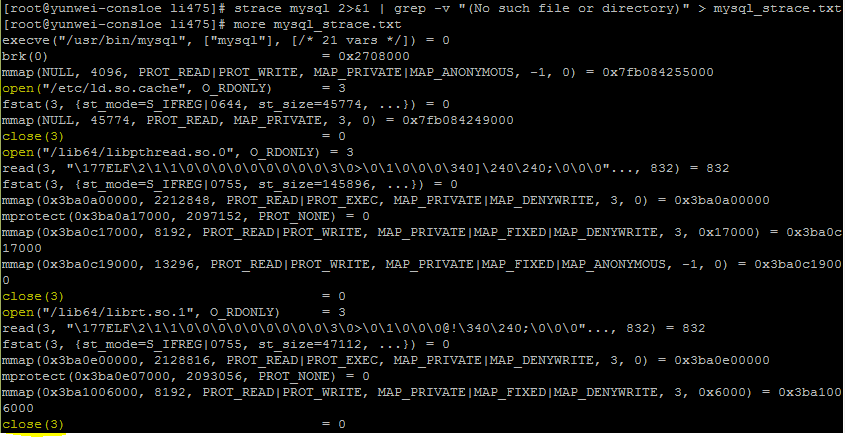 [root@yunwei-consloe li475]# strace mysql 2>&1 | grep -v "(No such file or directory)" > mysql_strace.txt
[root@yunwei-consloe li475]# more mysql_strace.txt
execve("/usr/bin/mysql", ["mysql"], [/* 21 vars */]) = 0
brk(0)                                  = 0x2708000
mmap(NULL, 4096, PROT_READ|PROT_WRITE, MAP_PRIVATE|MAP_ANONYMOUS, -1, 0) = 0x7fb084255000
open("/etc/ld.so.cache", O_RDONLY)      = 3
fstat(3, {st_mode=S_IFREG|0644, st_size=45774, ...}) = 0
mmap(NULL, 45774, PROT_READ, MAP_PRIVATE, 3, 0) = 0x7fb084249000
close(3)                                = 0
open("/lib64/libpthread.so.0", O_RDONLY) = 3
read(3, "\177ELF\2\1\1\0\0\0\0\0\0\0\0\0\3\0>\0\1\0\0\0\340]\240\240;\0\0\0"..., 832) = 832
fstat(3, {st_mode=S_IFREG|0755, st_size=145896, ...}) = 0
mmap(0x3ba0a00000, 2212848, PROT_READ|PROT_EXEC, MAP_PRIVATE|MAP_DENYWRITE, 3, 0) = 0x3ba0a00000
mprotect(0x3ba0a17000, 2097152, PROT_NONE) = 0
mmap(0x3ba0c17000, 8192, PROT_READ|PROT_WRITE, MAP_PRIVATE|MAP_FIXED|MAP_DENYWRITE, 3, 0x17000) = 0x3ba0c
17000
mmap(0x3ba0c19000, 13296, PROT_READ|PROT_WRITE, MAP_PRIVATE|MAP_FIXED|MAP_ANONYMOUS, -1, 0) = 0x3ba0c1900
0
close(3)                                = 0
open("/lib64/librt.so.1", O_RDONLY)     = 3
read(3, "\177ELF\2\1\1\0\0\0\0\0\0\0\0\0\3\0>\0\1\0\0\0@!\340\240;\0\0\0"..., 832) = 832
fstat(3, {st_mode=S_IFREG|0755, st_size=47112, ...}) = 0
mmap(0x3ba0e00000, 2128816, PROT_READ|PROT_EXEC, MAP_PRIVATE|MAP_DENYWRITE, 3, 0) = 0x3ba0e00000
mprotect(0x3ba0e07000, 2093056, PROT_NONE) = 0
mmap(0x3ba1006000, 8192, PROT_READ|PROT_WRITE, MAP_PRIVATE|MAP_FIXED|MAP_DENYWRITE, 3, 0x6000) = 0x3ba100
6000
close(3)                                = 0